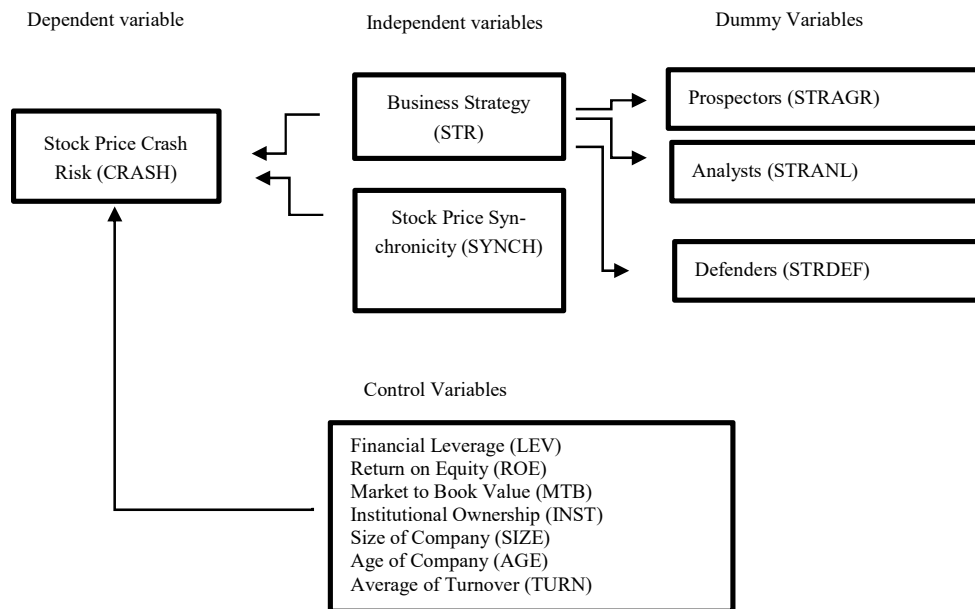 Dependent variable
Independent variables
Dummy Variables
Stock Price Crash
Risk (CRASH)
Business Strategy
(STR)
Stock Price Syn-
chronicity (SYNCH)
Prospectors (STRAGR)
Analysts (STRANL)
Defenders (STRDEF)
Control Variables
Financial Leverage (LEV)
Return on Equity (ROE)
Market to Book Value (MTB)
Institutional Ownership (INST)
Size of Company (SIZE)
Age of Company (AGE)
Average of Turnover (TURN)